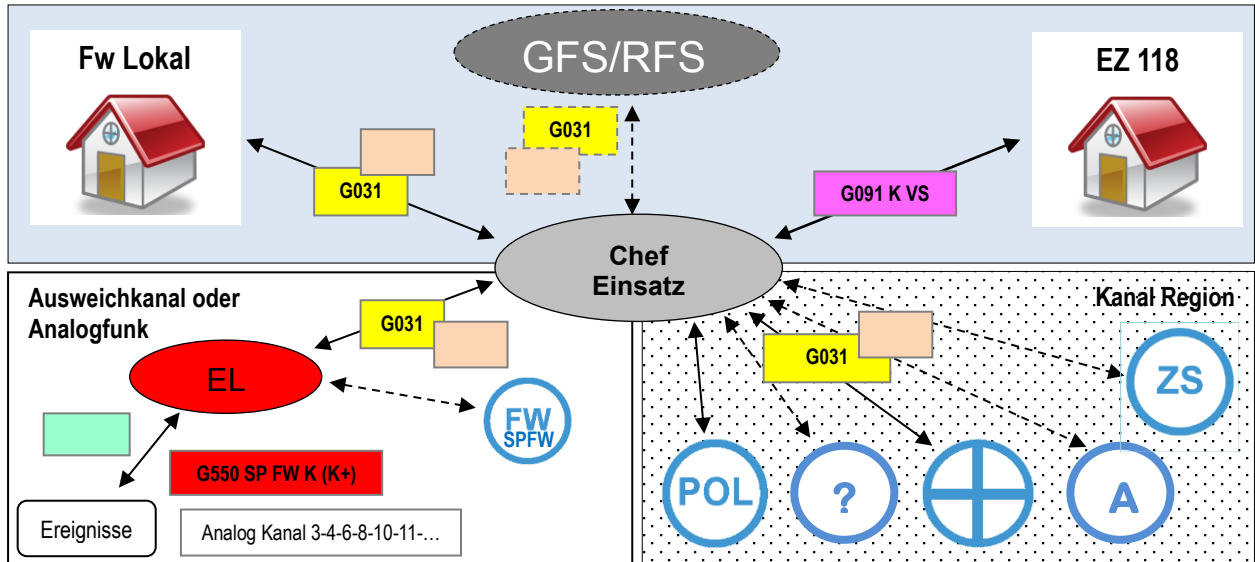 Fw Lokal
GFS/RFS
EZ 118
G031
G031
G091 K VS
Chef
Einsatz
Ausweichkanal oder
Analogfunk
G031
EL
FW
SPFW
G550 SP FW K (K+)
Ereignisse
Analog Kanal 3-4-6-8-10-11-…
Kanal Region
G031
ZS
POL
?
A